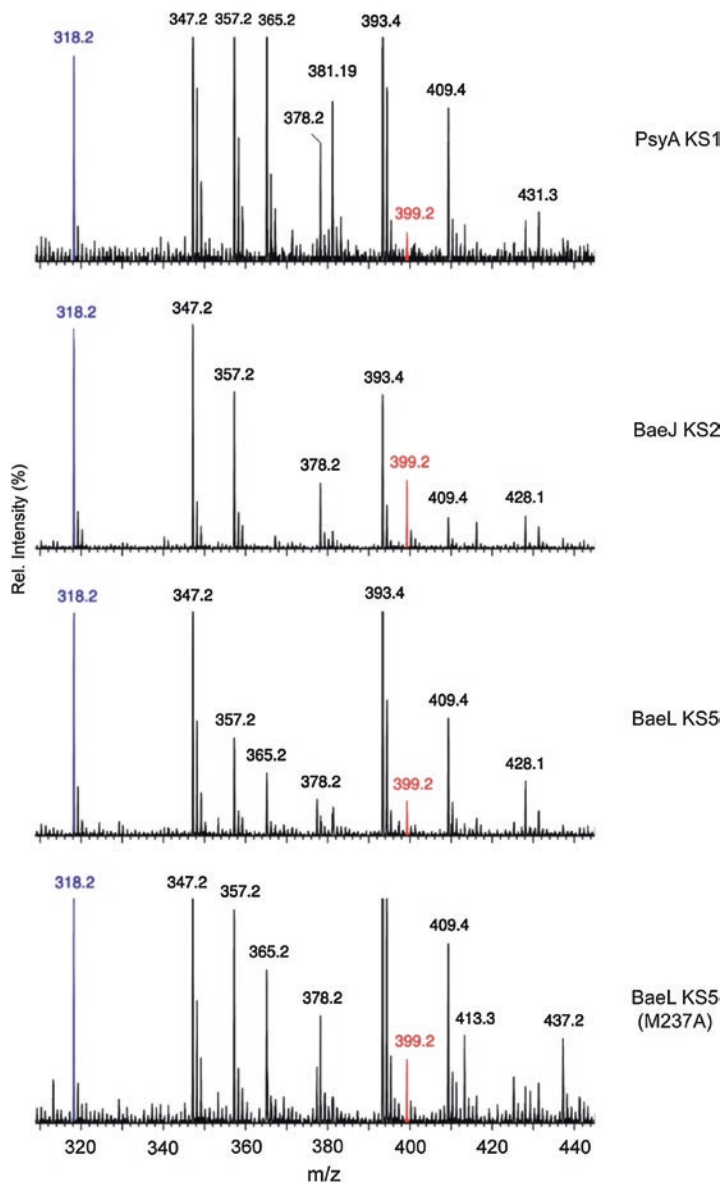 347.2 357.2 365.2 393.4
318.2
381.19
409.4
378.2
PsyA KS1
399.2
431.3
347.2
318.2
357.2
393.4
BaeJ KS2
378.2
399.2
409.4 428.1
Rel. Intensity (%)
318.2 347.2 393.4
409.4
BaeL KS5
357.2
365.2
378.2
399.2
428.1
318.2 347.2 357.2
409.4
365.2
378.2
413.3 437.2
399.2
BaeL KS5
(M237A)
320 340 360 380 400 420 440
m/z